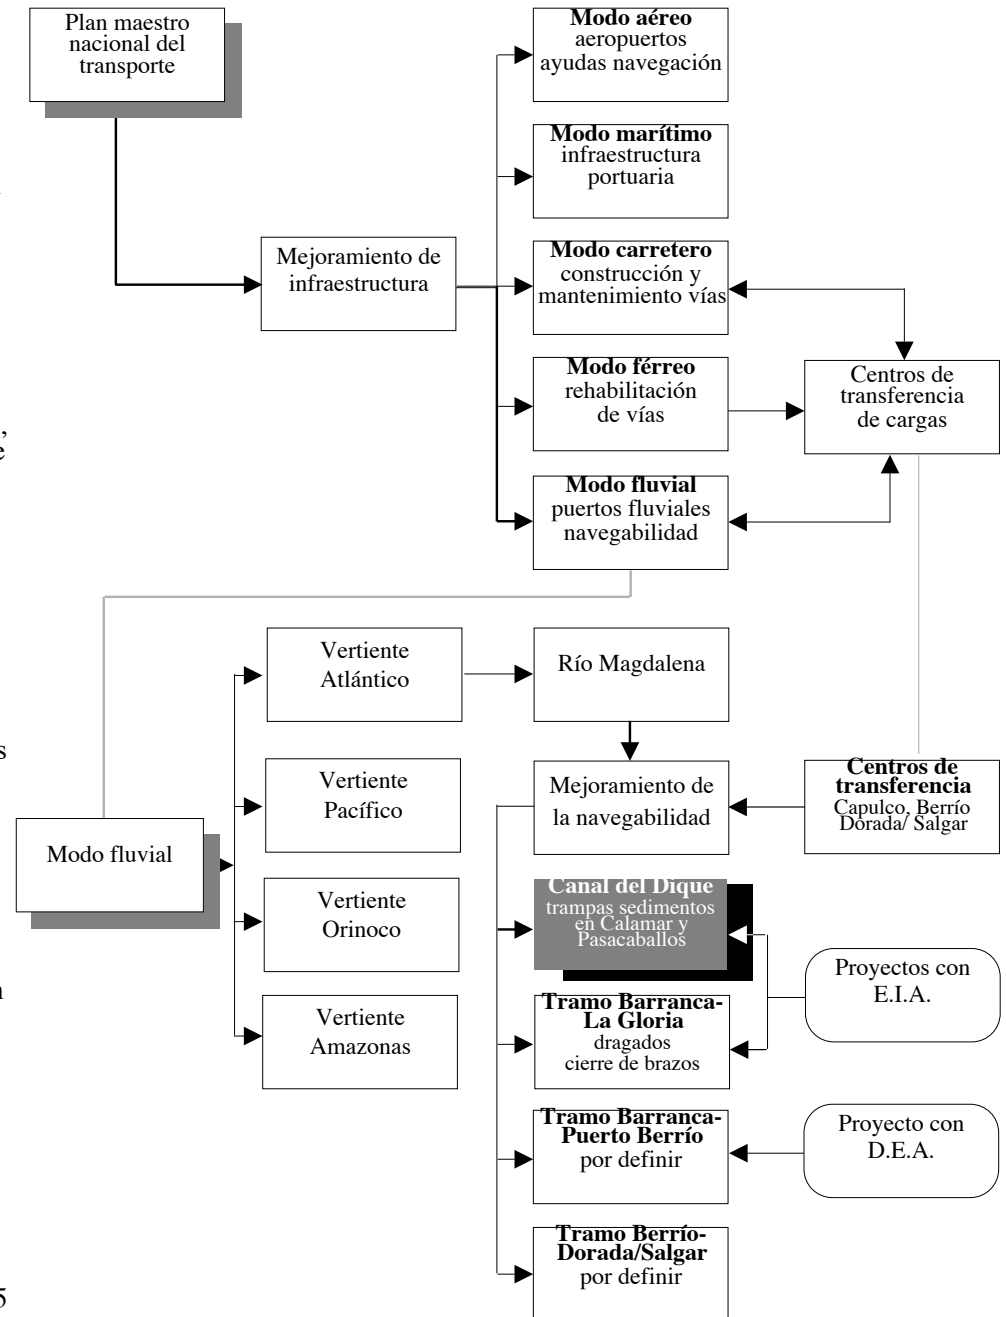 Plan maestro
nacional del
transporte
Modo aéreo
aeropuertos
ayudas navegación
Modo marítimo
infraestructura
portuaria
Mejoramiento de
infraestructura
Modo carretero
construcción y
mantenimiento vías
Modo férreo
rehabilitación
de vías
Centros de
transferencia
de cargas
,
e
Modo fluvial
puertos fluviales
navegabilidad
Vertiente
Atlántico
Río Magdalena
s
Vertiente
Pacífico
Mejoramiento de
la navegabilidad
Centros de
transferencia
Capulco, Berrío
Dorada/ Salgar
Modo fluvial
Vertiente
Orinoco
Canal del Dique
trampas sedimentos
en Calamar y
Pasacaballos
Proyectos con
E.I.A.
n
Vertiente
Amazonas
Tramo Barranca-
La Gloria
dragados
cierre de brazos
Tramo Barranca-
Puerto Berrío
por definir
Proyecto con
D.E.A.
Tramo Berrío-
Dorada/Salgar
por definir
5